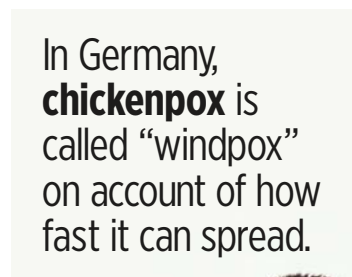 In Germany,
chickenpox is
called “windpox”
on account of how
fast it can spread.